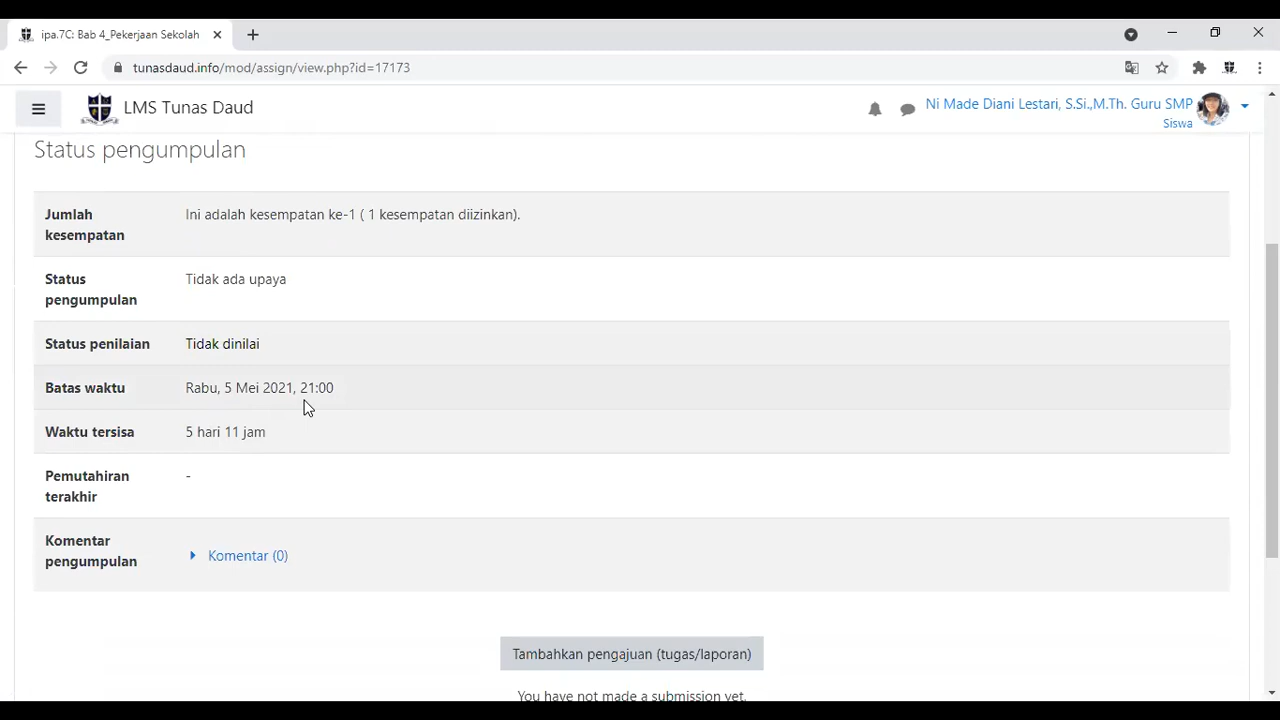 ipa.7C: Bab 4_Pekerjaan Sekolah
tunasdaud.info/mod/assign/view.php?id=17173
LMS Tunas Daud
Ni Made Diani Lestari, S.Si.,M.Th. Guru SMP
Siswa
Status pengumpulan
Jumlah kesempatan
Ini adalah kesempatan ke-1 ( 1 kesempatan diizinkan).
Status pengumpulan
Tidak ada upaya
Status penilaian
Tidak dinilai
Batas waktu
Rabu, 5 Mei 2021, 21:00
Waktu tersisa
5 hari 11 jam
Pemutahiran terakhir
-
Komentar pengumpulan
Komentar (0)
Tambahkan pengajuan (tugas/laporan)
You have not made a submission yet.